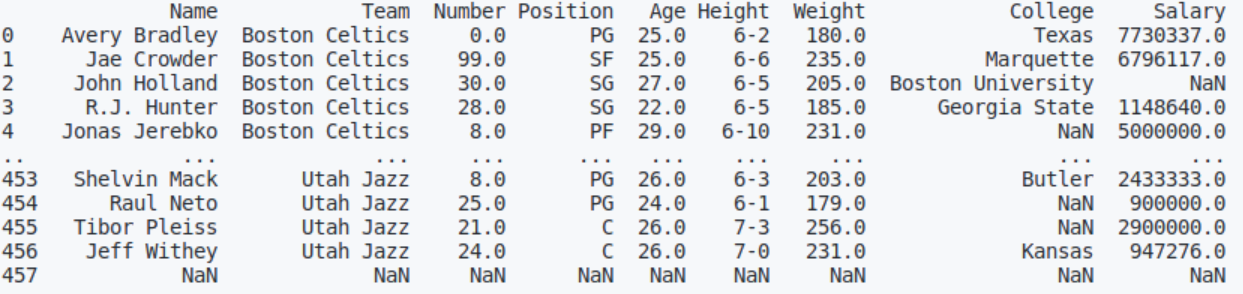 Name Team Number Position Age Height Weight College Salary
0 Avery Bradley Boston Celtics 0.0 PG 25.0 6-2 180.0 Texas 7730337.0
1 Jae Crowder Boston Celtics 99.0 SF 25.0 6-6 235.0 Marquette 6796117.0
2 John Holland Boston Celtics 30.0 SG 27.0 6-5 205.0 Boston University NaN
3 R.J. Hunter Boston Celtics 28.0 SG 22.0 6-5 185.0 Georgia State 1148640.0
4 Jonas Jerebko Boston Celtics 8.0 PF 29.0 6-10 231.0 NaN 5000000.0
.. ... ... ... ... ... ... ... ... ...
453 Shelvin Mack Utah Jazz 8.0 PG 26.0 6-3 203.0 Butler 2433333.0
454 Raul Neto Utah Jazz 25.0 PG 24.0 6-1 179.0 NaN 900000.0
455 Tibor Pleiss Utah Jazz 21.0 C 26.0 7-3 256.0 NaN 2900000.0
456 Jeff Withey Utah Jazz 24.0 C 26.0 7-0 231.0 Kansas 947276.0
457 NaN NaN NaN NaN NaN NaN NaN NaN NaN